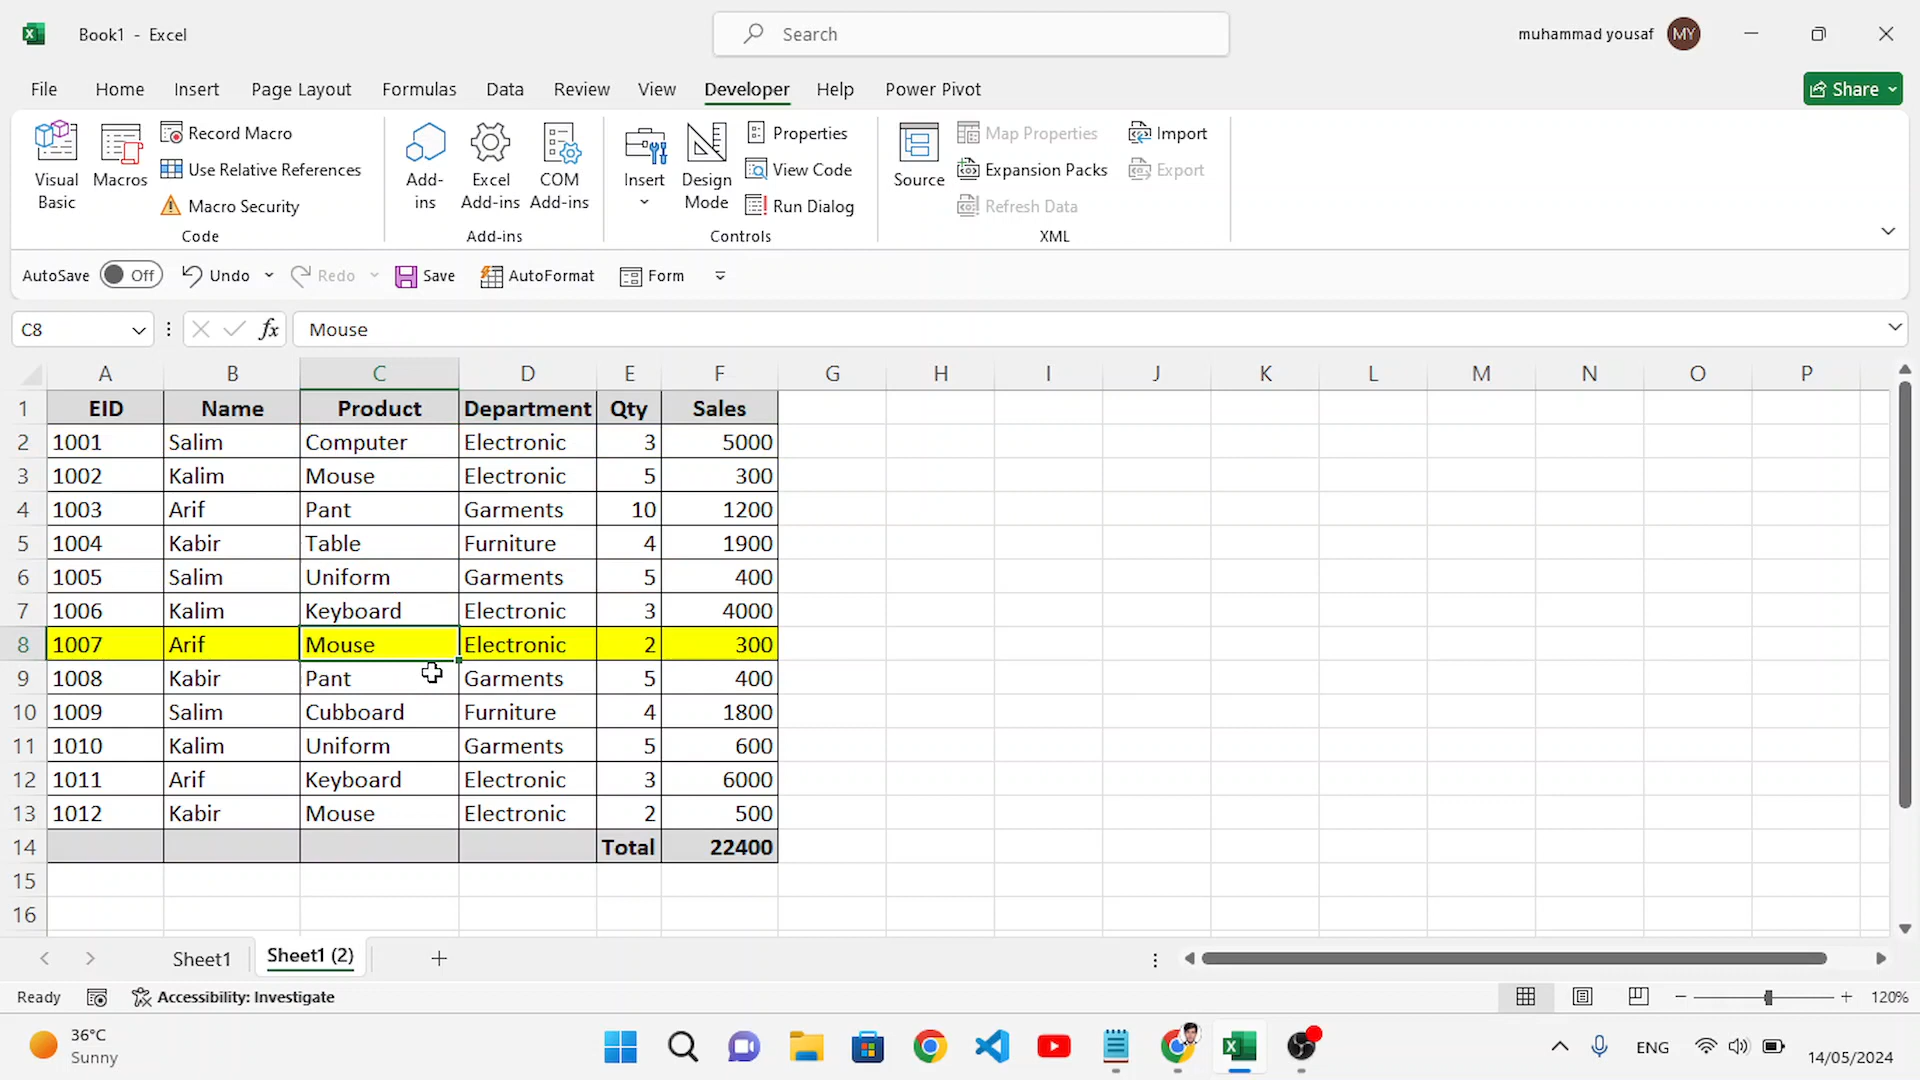 Book1 - Excel
Search
muhammad yousaf MY
File Home Insert Page Layout Formulas Data Review View Developer Help Power Pivot Share
Visual Basic
Macros
Record Macro
Use Relative References
Macro Security
Code
Add-ins
Excel Add-ins
COM Add-ins
Add-ins
Insert
Design Mode
Properties
View Code
Run Dialog
Controls
Source
Map Properties
Expansion Packs
Refresh Data
Import
Export
XML
AutoSave Off Undo Redo Save AutoFormat Form
C8 fx Mouse
A B C D E F G H I J K L M N O P
1 EID Name Product Department Qty Sales
2 1001 Salim Computer Electronic 3 5000
3 1002 Kalim Mouse Electronic 5 300
4 1003 Arif Pant Garments 10 1200
5 1004 Kabir Table Furniture 4 1900
6 1005 Salim Uniform Garments 5 400
7 1006 Kalim Keyboard Electronic 3 4000
8 1007 Arif Mouse Electronic 2 300
9 1008 Kabir Pant Garments 5 400
10 1009 Salim Cubboard Furniture 4 1800
11 1010 Kalim Uniform Garments 5 600
12 1011 Arif Keyboard Electronic 3 6000
13 1012 Kabir Mouse Electronic 2 500
14 Total 22400
15
16
Sheet1 Sheet1 (2)
Ready Accessibility: Investigate 120%
36°C
Sunny
ENG
14/05/2024